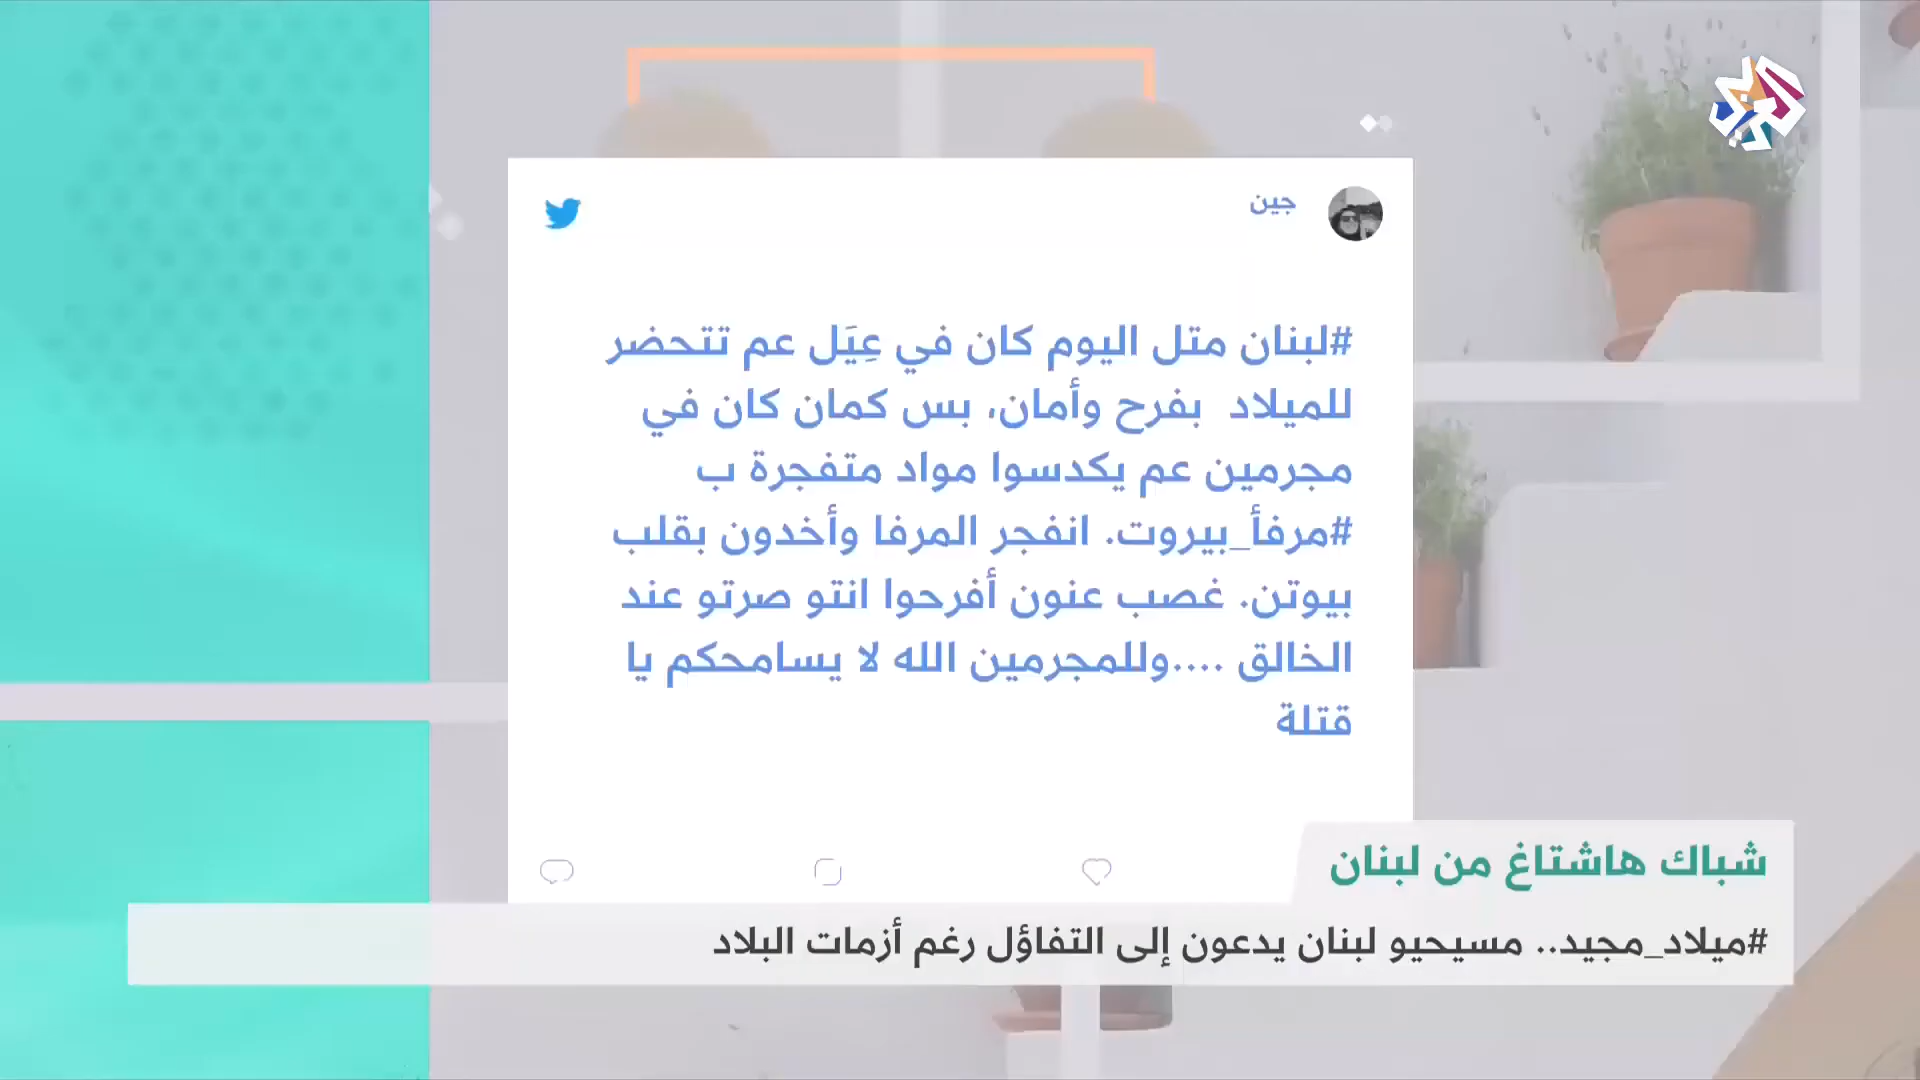 جين
#لبنان متل اليوم كان في عِيَل عم تتحضر
للميلاد بفرح وأمان، بس كمان كان في
مجرمين عم يكدسوا مواد متفجرة ب
#مرفأ_بيروت. انفجر المرفا وأخدون بقلب
بيوتن. غصب عنون أفرحوا انتو صرتو عند
الخالق ....وللمجرمين الله لا يسامحكم يا
قتلة
شباك هاشتاغ من لبنان
#ميلاد_مجيد.. مسيحيو لبنان يدعون إلى التفاؤل رغم أزمات البلاد